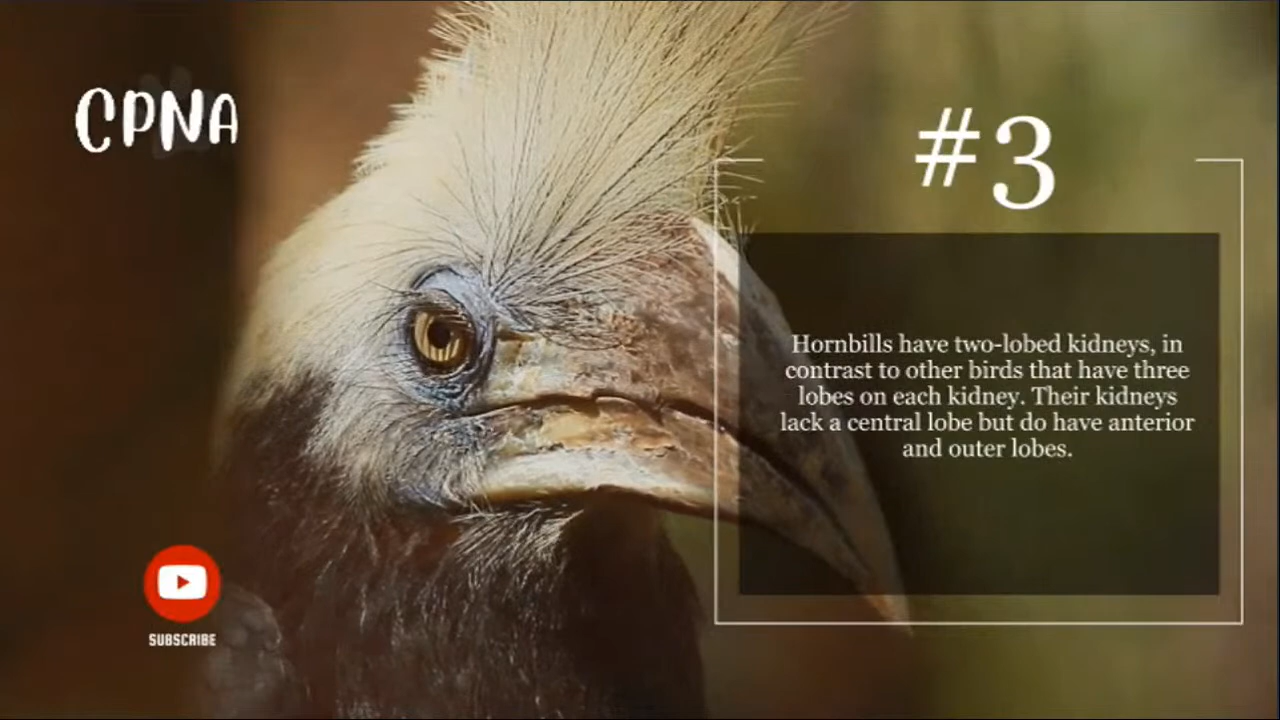 CPNA
#3
Hornbills have two-lobed kidneys, in
contrast to other birds that have three
lobes on each kidney. Their kidneys
lack a central lobe but do have anterior
and outer lobes.
SUBSCRIBE